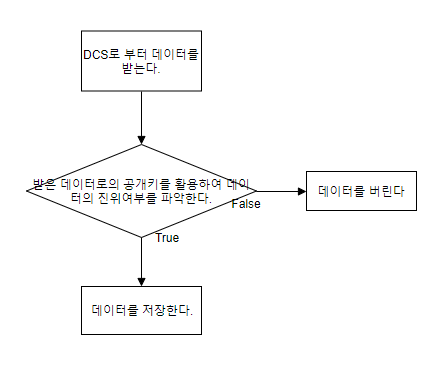 DCS로 부터 데이터를
받는다.
받은 데이터로의 공개키를 활용하여 데이
터의 진위여부를 파악한다.
False
데이터를 버린다
True
데이터를 저장한다.